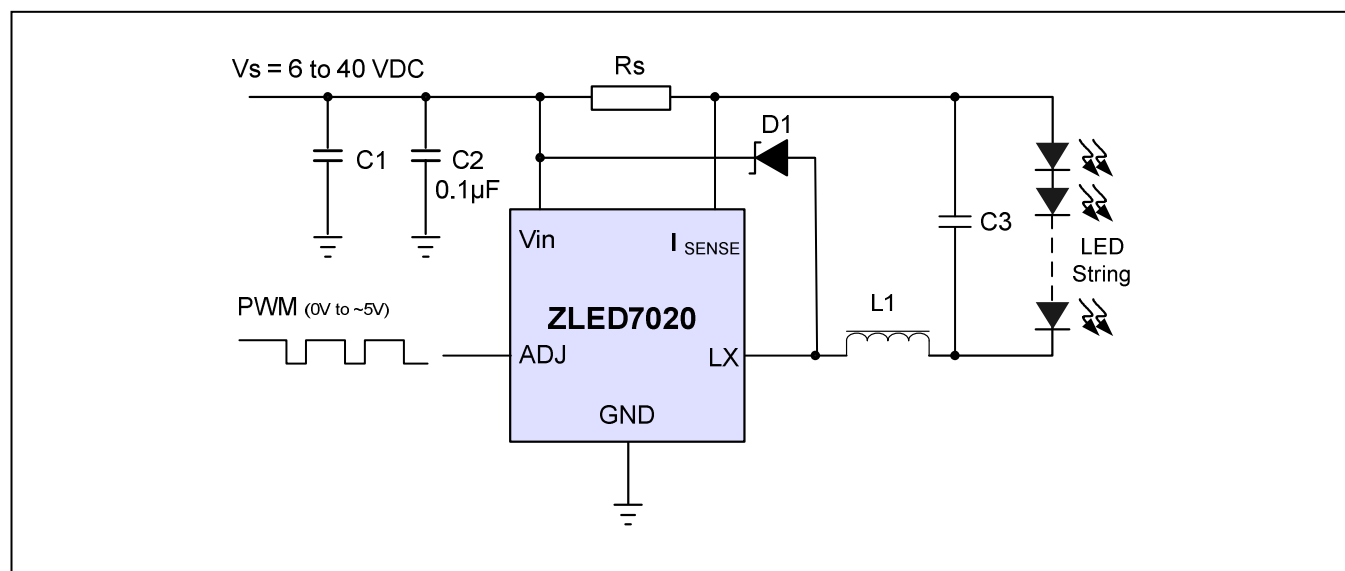 Vs = 6 to 40 VDC
Rs
D1
C1
C2
0.1µF
C3
LED
String
Vin
I SENSE
PWM (0V to ~5V)
ZLED7020
L1
ADJ
LX
GND